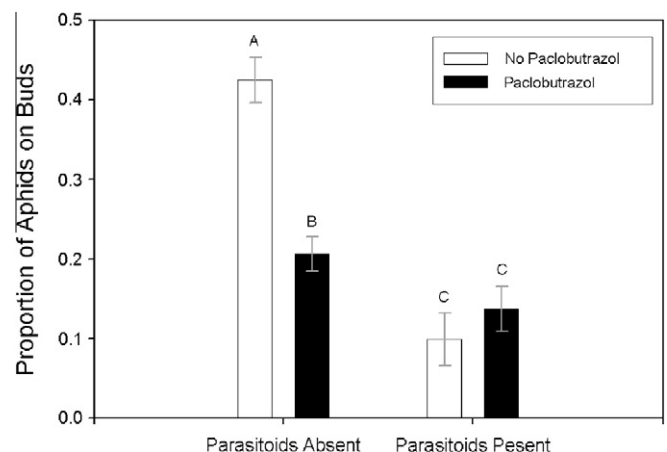 0.5
0.4
0.3
0.2
0.1
0.0
Proportion of Aphids on Buds
A
B
C
C
No Paclobutrazol
Paclobutrazol
Parasitoids Absent
Parasitoids Pesent